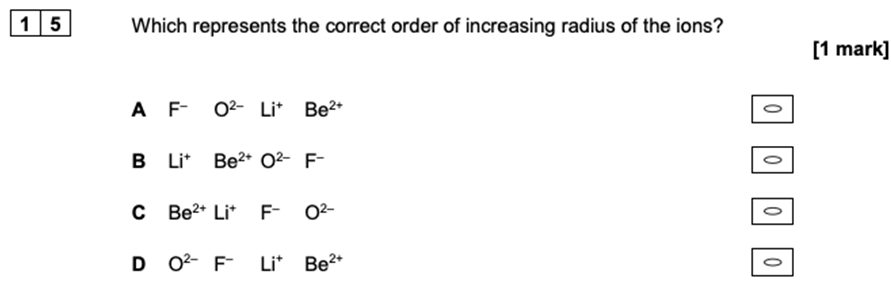 1 5 Which represents the correct order of increasing radius of the ions?
[1 mark]
A F⁻ O²⁻ Li⁺ Be²⁺
B Li⁺ Be²⁺ O²⁻ F⁻
C Be²⁺ Li⁺ F⁻ O²⁻
D O²⁻ F⁻ Li⁺ Be²⁺